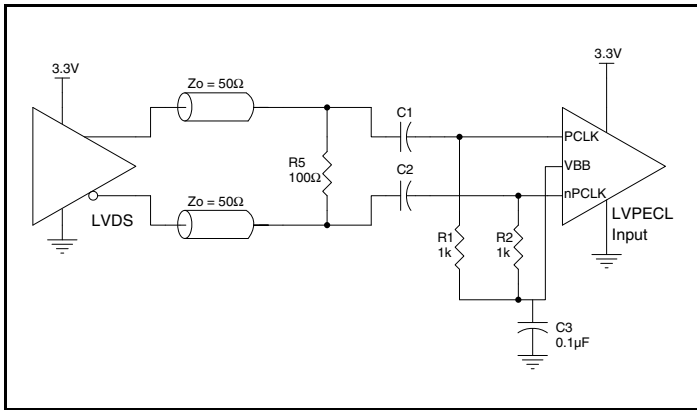 3.3V
3.3V
Zo = 50Ω
C1
PCLK
R5
100Ω
VBB
C2
nPCLK
Zo = 50Ω
LVDS
LVPECL
Input
R1
1k
R2
1k
C3
0.1µF